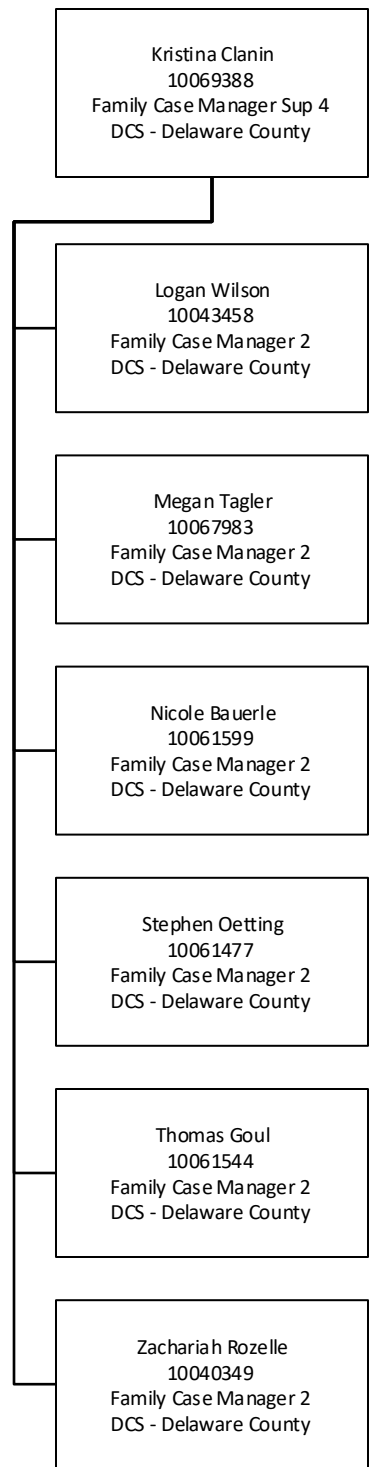 Kristina Clanin
10069388
Family Case Manager Sup 4
DCS - Delaware County
Logan Wilson
10043458
Family Case Manager 2
DCS - Delaware County
Megan Tagler
10067983
Family Case Manager 2
DCS - Delaware County
Nicole Bauerle
10061599
Family Case Manager 2
DCS - Delaware County
Stephen Oetting
10061477
Family Case Manager 2
DCS - Delaware County
Thomas Goul
10061544
Family Case Manager 2
DCS - Delaware County
Zachariah Rozelle
10040349
Family Case Manager 2
DCS - Delaware County